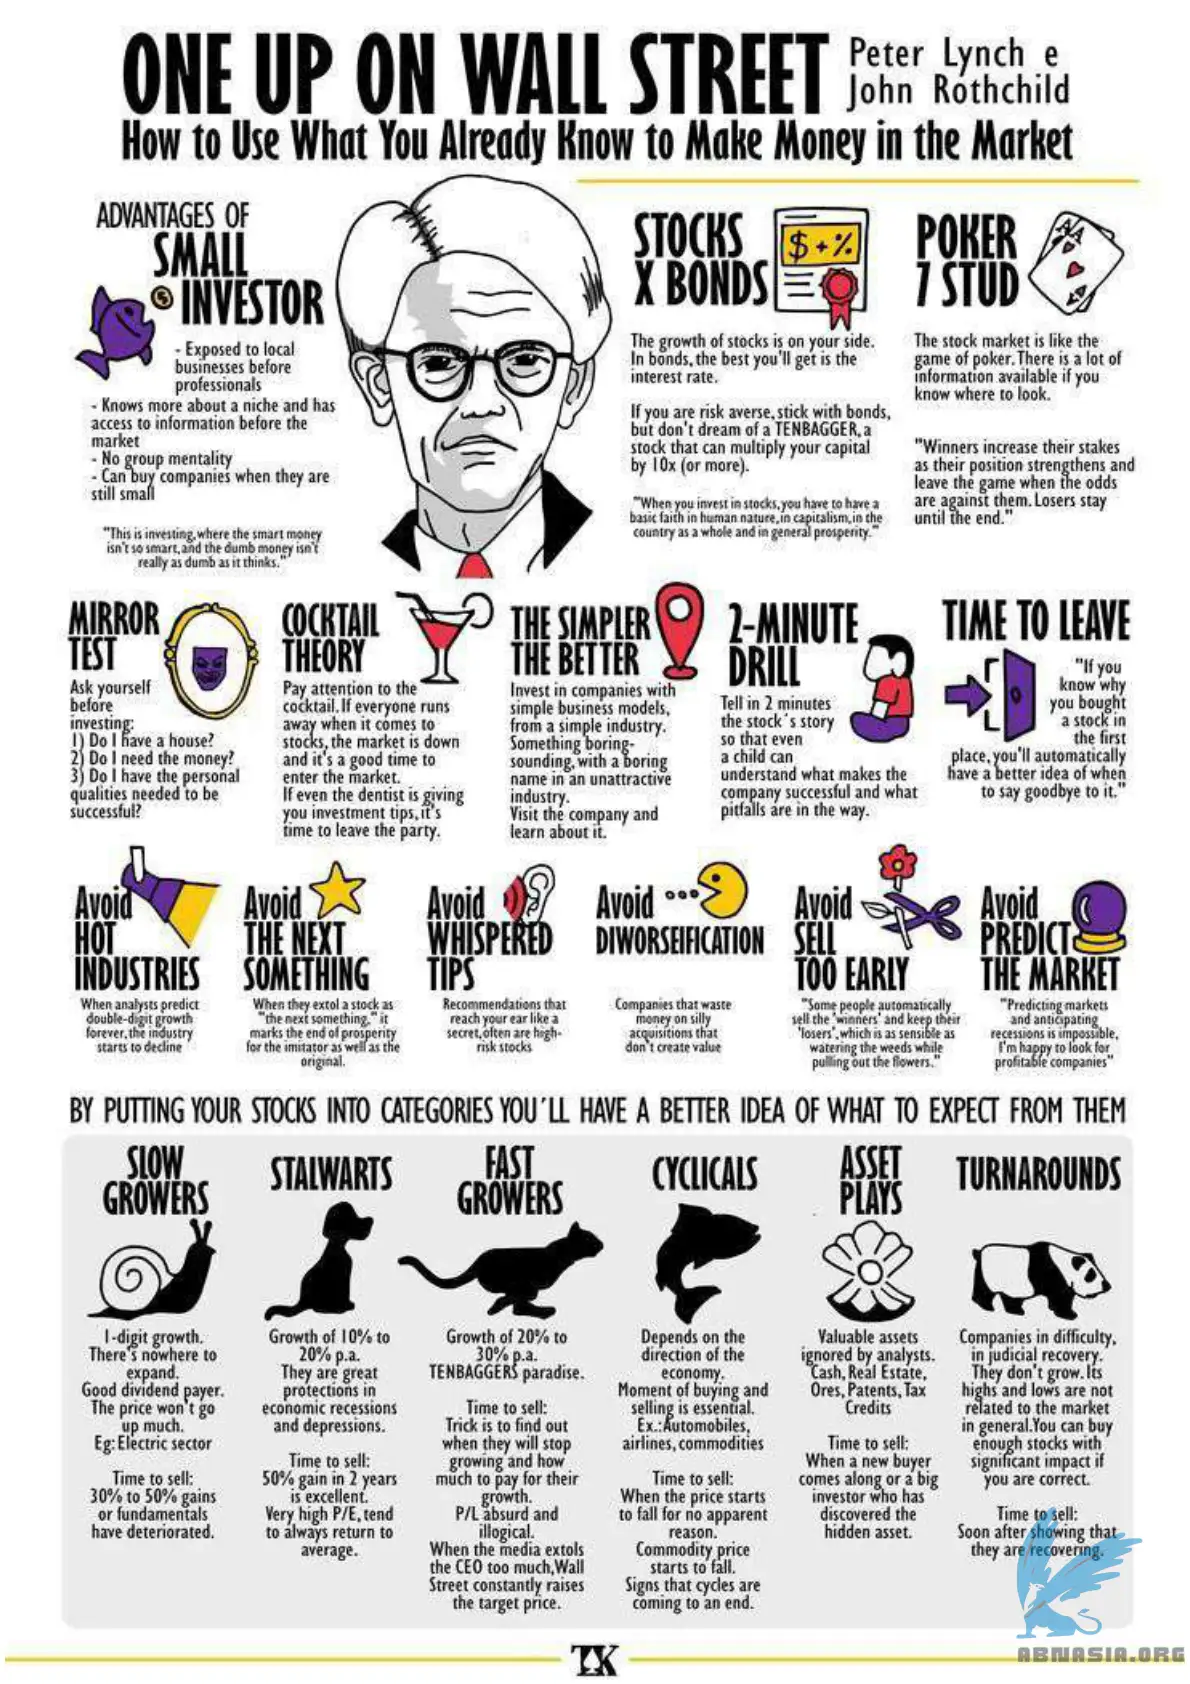 ONE UP ON WALL STREET
Peter Lynch e
John Rothchild
How to Use What You Already Know to Make Money in the Market
ADVANTAGES OF
SMALL
INVESTOR
- Exposed to local
businesses before
professionals
- Knows more about a niche and has
access to information before the
market
- No group mentality
- Can buy companies when they are
still small
"This is investing, where the smart money
isn't so smart, and the dumb money isn't
really as dumb as it thinks."
STOCKS
X BONDS
$+%
The growth of stocks is on your side.
In bonds, the best you'll get is the
interest rate.
If you are risk averse, stick with bonds,
but don't dream of a TENBAGGER, a
stock that can multiply your capital
by 10x (or more).
"When you invest in stocks, you have to have a
basic faith in human nature, in capitalism, in the
country as a whole and in general prosperity."
POKER
7 STUD
A A
The stock market is like the
game of poker. There is a lot of
information available if you
know where to look.
"Winners increase their stakes
as their position strengthens and
leave the game when the odds
are against them. Losers stay
until the end."
MIRROR
TEST
Ask yourself
before
investing:
1) Do I have a house?
2) Do I need the money?
3) Do I have the personal
qualities needed to be
successful?
COCKTAIL
THEORY
Pay attention to the
cocktail. If everyone runs
away when it comes to
stocks, the market is down
and it's a good time to
enter the market.
If even the dentist is giving
you investment tips, it's
time to leave the party.
THE SIMPLER
THE BETTER
Invest in companies with
simple business models,
from a simple industry.
Something boring-
sounding, with a boring
name in an unattractive
industry.
Visit the company and
learn about it.
2-MINUTE
DRILL
Tell in 2 minutes
the stock´s story
so that even
a child can
understand what makes the
company successful and what
pitfalls are in the way.
TIME TO LEAVE
"If you
know why
you bought
a stock in
the first
place, you'll automatically
have a better idea of when
to say goodbye to it."
Avoid
HOT
INDUSTRIES
When analysts predict
double-digit growth
forever, the industry
starts to decline
Avoid
THE NEXT
SOMETHING
When they extol a stock as
"the next something," it
marks the end of prosperity
for the imitator as well as the
original.
Avoid
WHISPERED
TIPS
Recommendations that
reach your ear like a
secret, often are high-
risk stocks
Avoid
DIWORSEIFICATION
Companies that waste
money on silly
acquisitions that
don't create value
Avoid
SELL
TOO EARLY
"Some people automatically
sell the 'winners' and keep their
'losers', which is as sensible as
watering the weeds while
pulling out the flowers."
Avoid
PREDICT
THE MARKET
"Predicting markets
and anticipating
recessions is impossible,
I'm happy to look for
profitable companies"
BY PUTTING YOUR STOCKS INTO CATEGORIES YOU´LL HAVE A BETTER IDEA OF WHAT TO EXPECT FROM THEM
SLOW
GROWERS
1-digit growth.
There's nowhere to
expand.
Good dividend payer.
The price won't go
up much.
Eg: Electric sector
Time to sell:
30% to 50% gains
or fundamentals
have deteriorated.
STALWARTS
Growth of 10% to
20% p.a.
They are great
protections in
economic recessions
and depressions.
Time to sell:
50% gain in 2 years
is excellent.
Very high P/E, tend
to always return to
average.
FAST
GROWERS
Growth of 20% to
30% p.a.
TENBAGGERS paradise.
Time to sell:
Trick is to find out
when they will stop
growing and how
much to pay for their
growth.
P/L absurd and
illogical.
When the media extols
the CEO too much, Wall
Street constantly raises
the target price.
CYCLICALS
Depends on the
direction of the
economy.
Moment of buying and
selling is essential.
Ex.: Automobiles,
airlines, commodities
Time to sell:
When the price starts
to fall for no apparent
reason.
Commodity price
starts to fall.
Signs that cycles are
coming to an end.
ASSET
PLAYS
Valuable assets
ignored by analysts.
Cash, Real Estate,
Ores, Patents, Tax
Credits
Time to sell:
When a new buyer
comes along or a big
investor who has
discovered the
hidden asset.
TURNAROUNDS
Companies in difficulty,
in judicial recovery.
They don't grow. Its
highs and lows are not
related to the market
in general. You can buy
enough stocks with
significant impact if
you are correct.
Time to sell:
Soon after showing that
they are recovering.
TK
ABNASIA.ORG